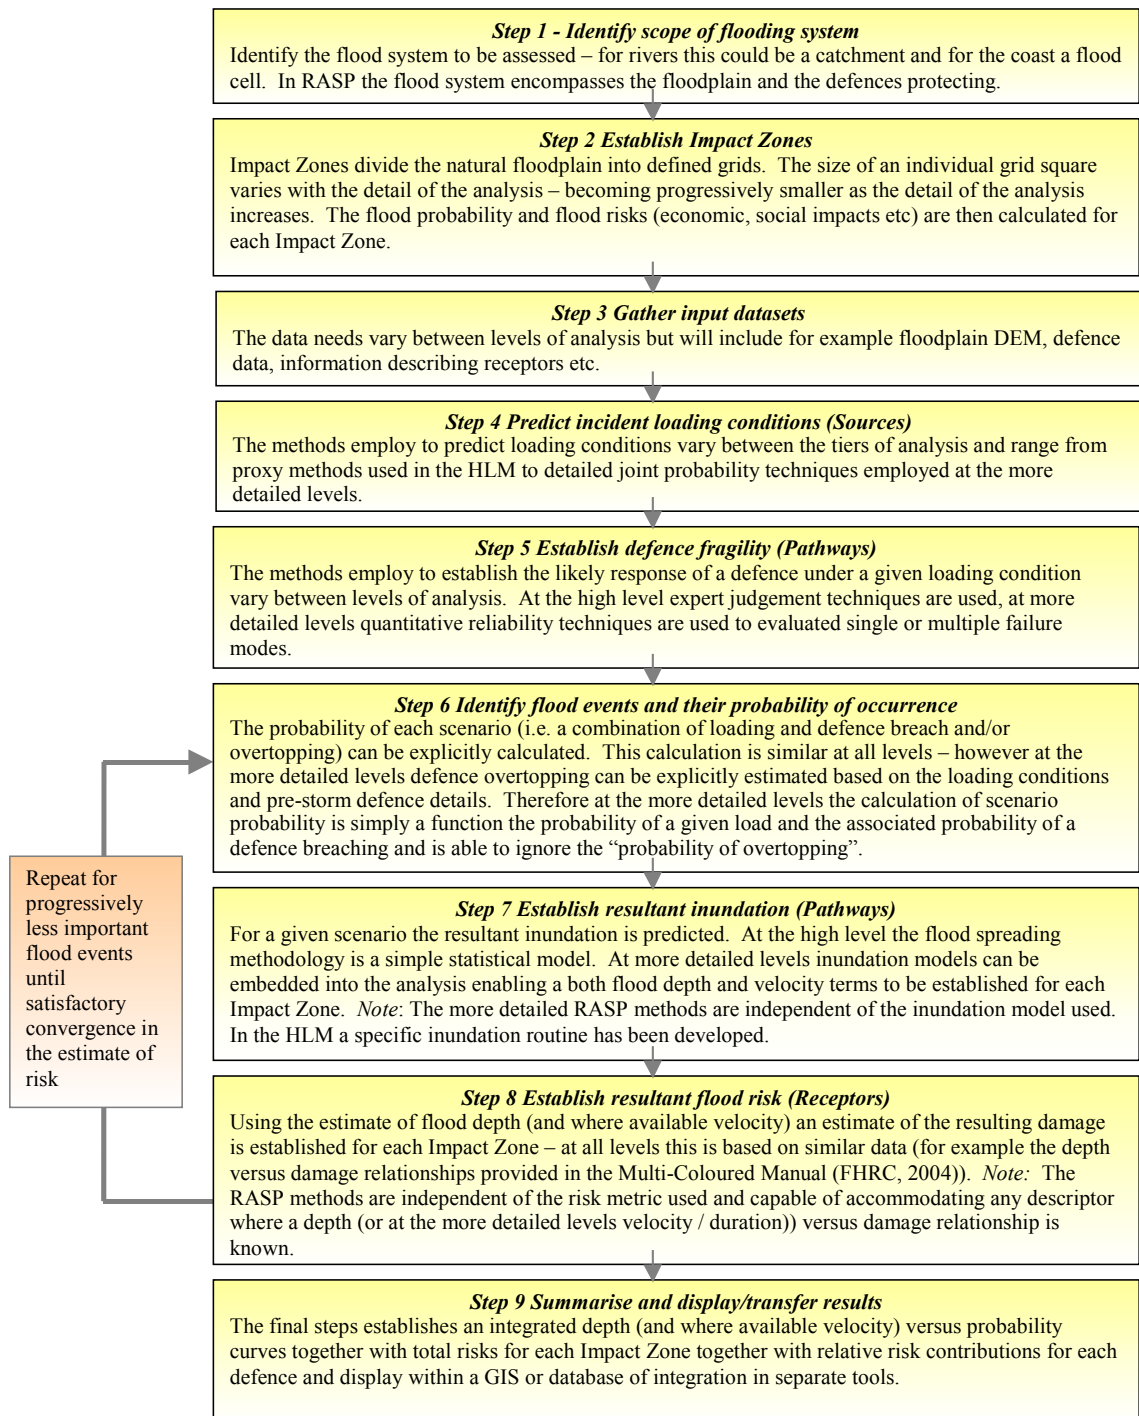 Step 1 - Identify scope of flooding system
Identify the flood system to be assessed – for rivers this could be a catchment and for the coast a flood
cell.  In RASP the flood system encompasses the floodplain and the defences protecting.
Step 2 Establish Impact Zones
Impact Zones divide the natural floodplain into defined grids.  The size of an individual grid square
varies with the detail of the analysis – becoming progressively smaller as the detail of the analysis
increases.  The flood probability and flood risks (economic, social impacts etc) are then calculated for
each Impact Zone.
Step 3 Gather input datasets
The data needs vary between levels of analysis but will include for example floodplain DEM, defence
data, information describing receptors etc.
Step 4 Predict incident loading conditions (Sources)
The methods employ to predict loading conditions vary between the tiers of analysis and range from
proxy methods used in the HLM to detailed joint probability techniques employed at the more
detailed levels.
Step 5 Establish defence fragility (Pathways)
The methods employ to establish the likely response of a defence under a given loading condition
vary between levels of analysis.  At the high level expert judgement techniques are used, at more
detailed levels quantitative reliability techniques are used to evaluated single or multiple failure
modes.
Step 6 Identify flood events and their probability of occurrence
The probability of each scenario (i.e. a combination of loading and defence breach and/or
overtopping) can be explicitly calculated.  This calculation is similar at all levels – however at the
more detailed levels defence overtopping can be explicitly estimated based on the loading conditions
and pre-storm defence details.  Therefore at the more detailed levels the calculation of scenario
probability is simply a function the probability of a given load and the associated probability of a
defence breaching and is able to ignore the “probability of overtopping”.
Repeat for
progressively
less important
flood events
until
satisfactory
convergence in
the estimate of
risk
Step 7 Establish resultant inundation (Pathways)
For a given scenario the resultant inundation is predicted.  At the high level the flood spreading
methodology is a simple statistical model.  At more detailed levels inundation models can be
embedded into the analysis enabling a both flood depth and velocity terms to be established for each
Impact Zone.  Note: The more detailed RASP methods are independent of the inundation model used.
In the HLM a specific inundation routine has been developed.
Step 8 Establish resultant flood risk (Receptors)
Using the estimate of flood depth (and where available velocity) an estimate of the resulting damage
is established for each Impact Zone – at all levels this is based on similar data (for example the depth
versus damage relationships provided in the Multi-Coloured Manual (FHRC, 2004)).  Note:  The
RASP methods are independent of the risk metric used and capable of accommodating any descriptor
where a depth (or at the more detailed levels velocity / duration)) versus damage relationship is
known.
Step 9 Summarise and display/transfer results
The final steps establishes an integrated depth (and where available velocity) versus probability
curves together with total risks for each Impact Zone together with relative risk contributions for each
defence and display within a GIS or database of integration in separate tools.